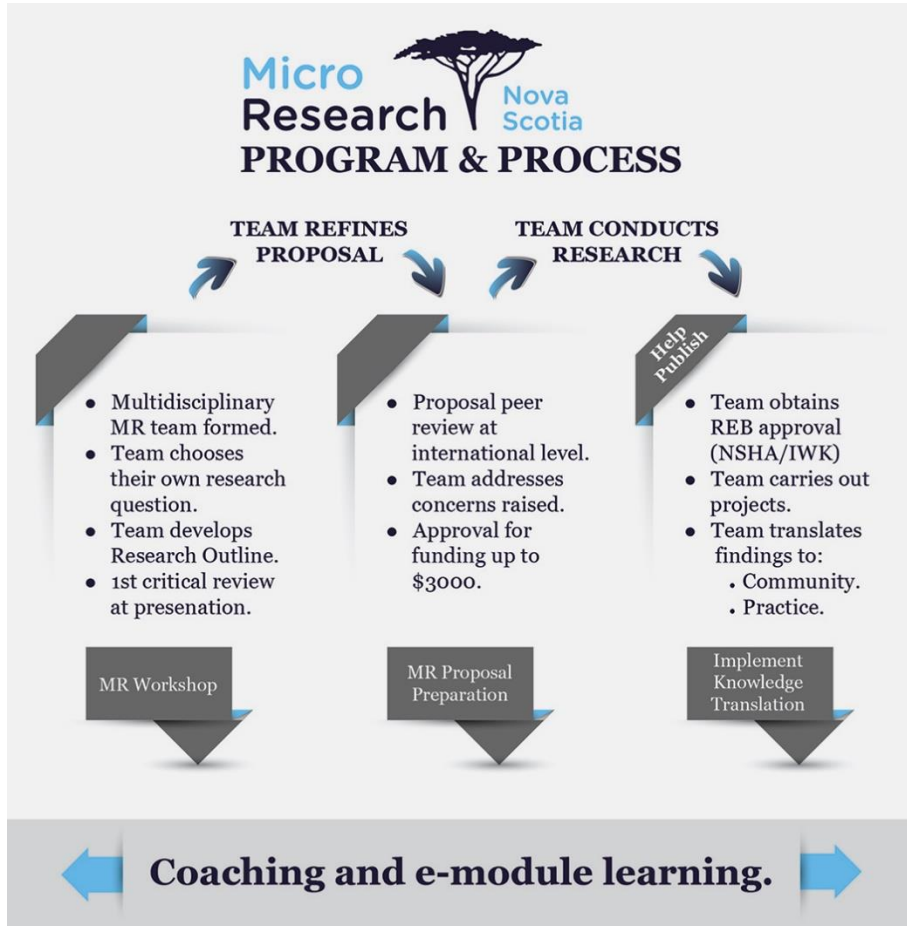 Micro
Research
Nova
Scotia
PROGRAM & PROCESS
TEAM REFINES
PROPOSAL
TEAM CONDUCTS
RESEARCH
• Multidisciplinary
MR team formed.
• Team chooses
their own research
question.
• Team develops
Research Outline.
• 1st critical review
at presenation.
MR Workshop
• Proposal peer
review at
international level.
• Team addresses
concerns raised.
• Approval for
funding up to
$3000.
MR Proposal
Preparation
Help
Publish
• Team obtains
REB approval
(NSHA/IWK)
• Team carries out
projects.
• Team translates
findings to:
• Community.
• Practice.
Implement
Knowledge
Translation
Coaching and e-module learning.